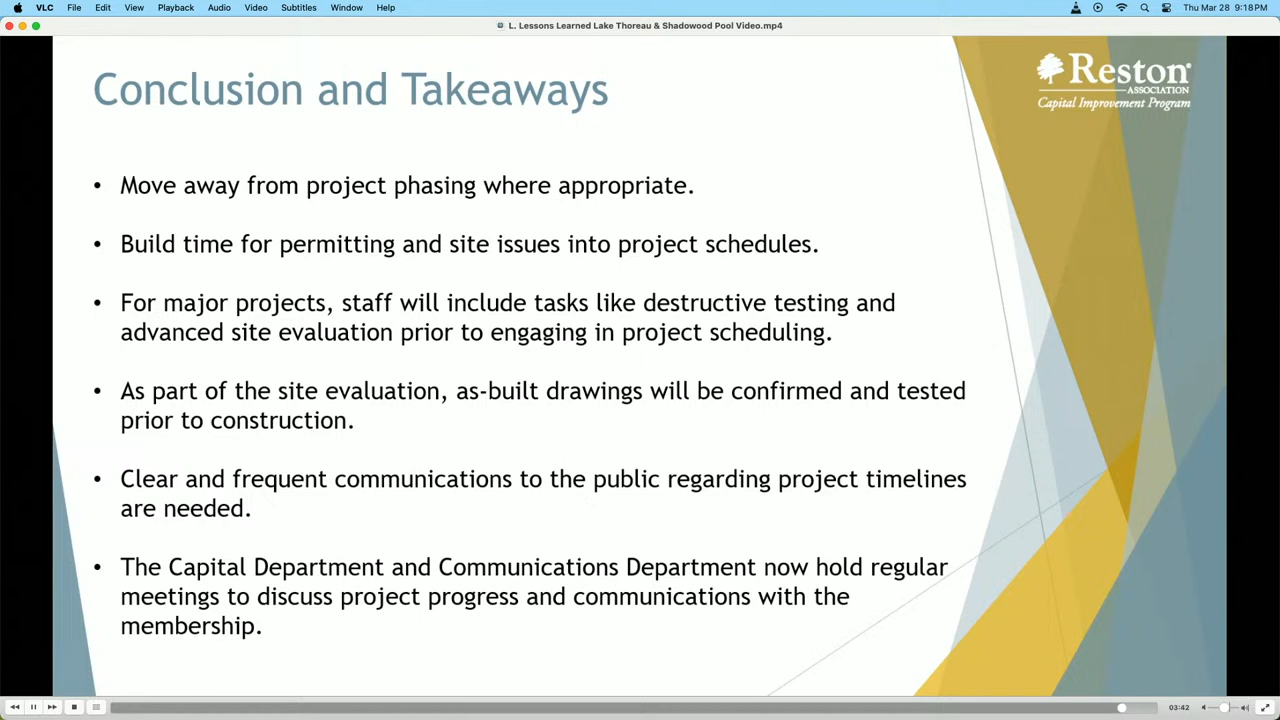 VLC File Edit View Playback Audio Video Subtitles Window Help Thu Mar 28 9:18 PM
L. Lessons Learned Lake Thoreau & Shadowood Pool Video.mp4
Conclusion and Takeaways
Reston
ASSOCIATION
Capital Improvement Program
• Move away from project phasing where appropriate.
• Build time for permitting and site issues into project schedules.
• For major projects, staff will include tasks like destructive testing and
advanced site evaluation prior to engaging in project scheduling.
• As part of the site evaluation, as-built drawings will be confirmed and tested
prior to construction.
• Clear and frequent communications to the public regarding project timelines
are needed.
• The Capital Department and Communications Department now hold regular
meetings to discuss project progress and communications with the
membership.
03:42